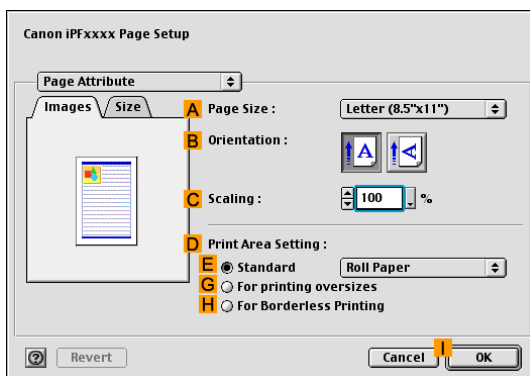 Canon iPFxxxx Page Setup
Page Attribute
Images Size
A Page Size : Letter (8.5"x11")
B Orientation :
A A
C Scaling : 100 %
D Print Area Setting :
E Standard Roll Paper
G For printing oversizes
H For Borderless Printing
? Revert Cancel I OK